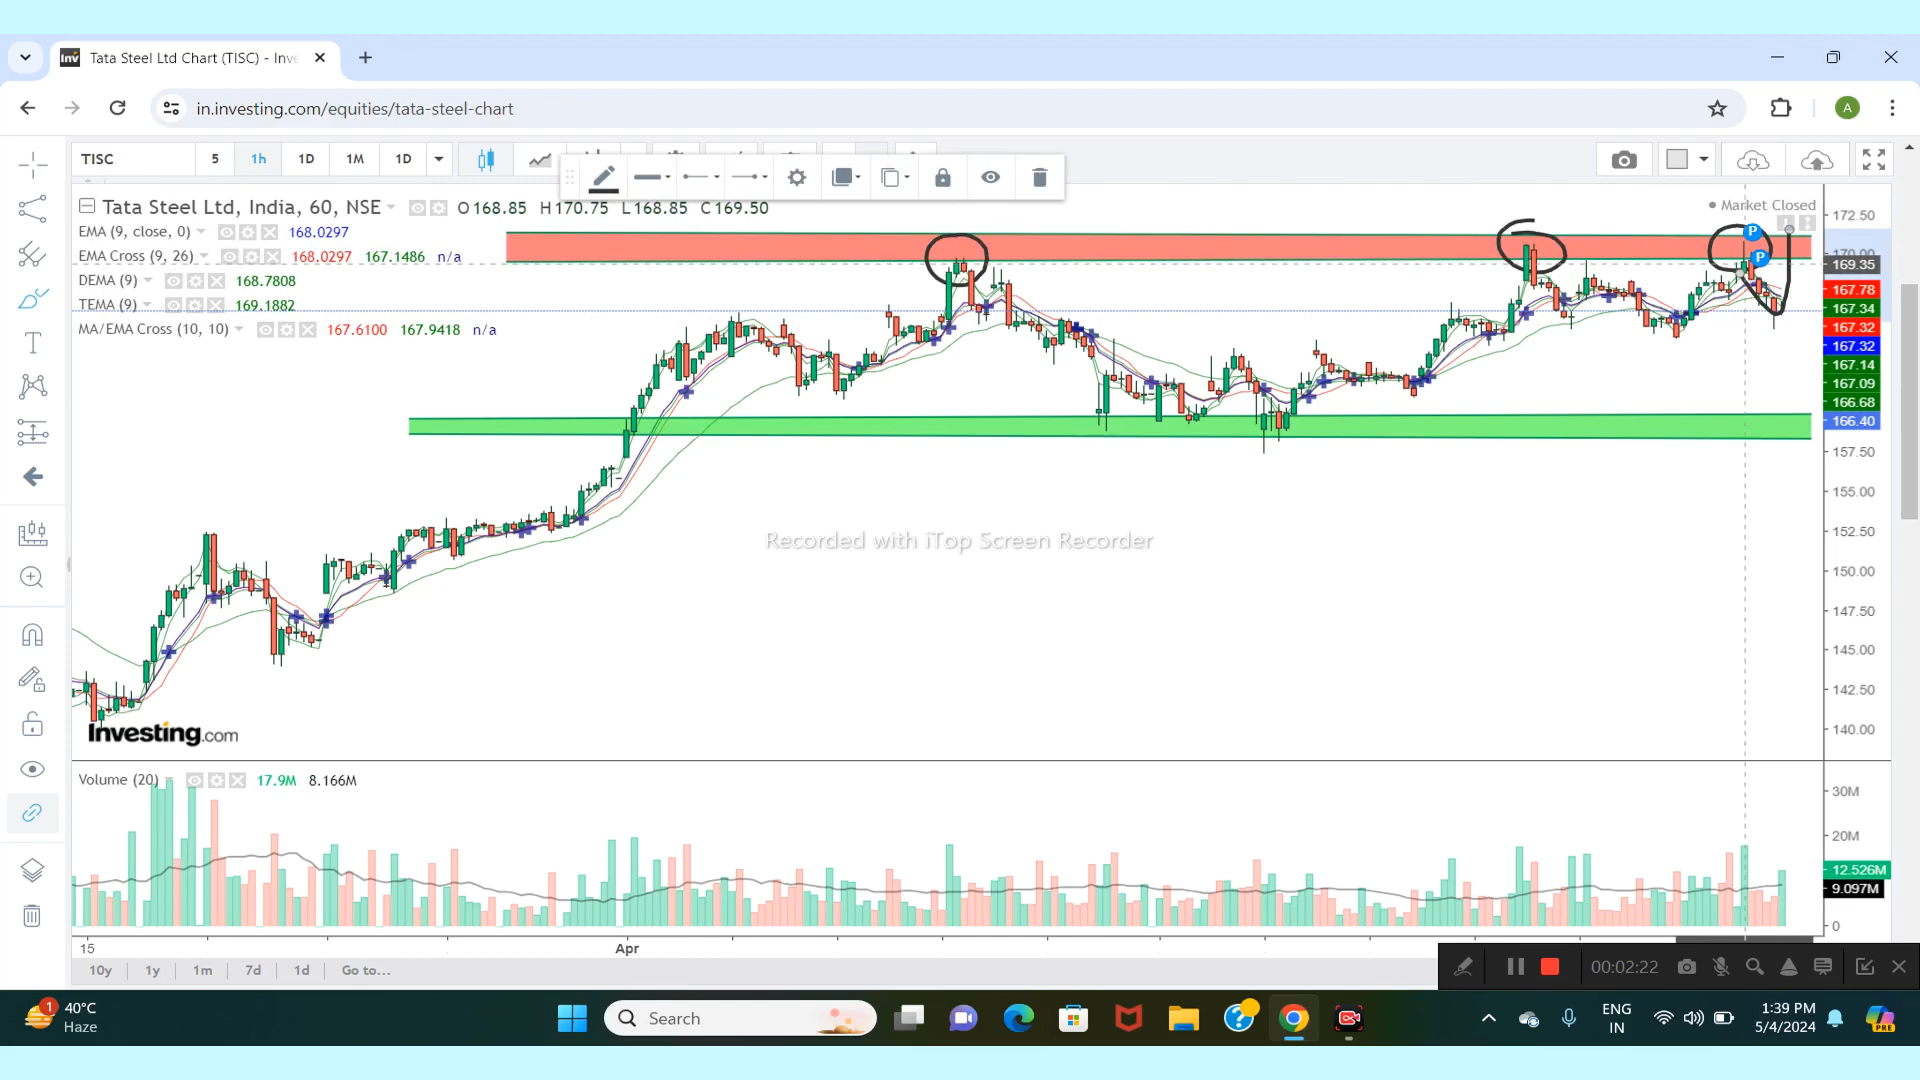 Tata Steel Ltd Chart (TISC) - Inve
in.investing.com/equities/tata-steel-chart
A
TISC 5 1h 1D 1M 1D
Tata Steel Ltd, India, 60, NSE O168.85 H170.75 L168.85 C169.50
Market Closed
EMA (9, close, 0) 168.0297
EMA Cross (9, 26) 168.0297 167.1486 n/a
DEMA (9) 168.7808
TEMA (9) 169.1882
MA/EMA Cross (10, 10) 167.6100 167.9418 n/a
P
P
172.50
170.00
169.35
167.78
167.34
167.32
167.32
167.14
167.09
166.68
166.40
157.50
155.00
152.50
150.00
147.50
145.00
142.50
140.00
Recorded with iTop Screen Recorder
Investing.com
Volume (20) 17.9M 8.166M
30M
20M
12.526M
9.097M
0
15 Apr
10y 1y 1m 7d 1d Go to...
00:02:22
1
40°C
Haze
Search
PRE
ENG
IN
1:39 PM
5/4/2024